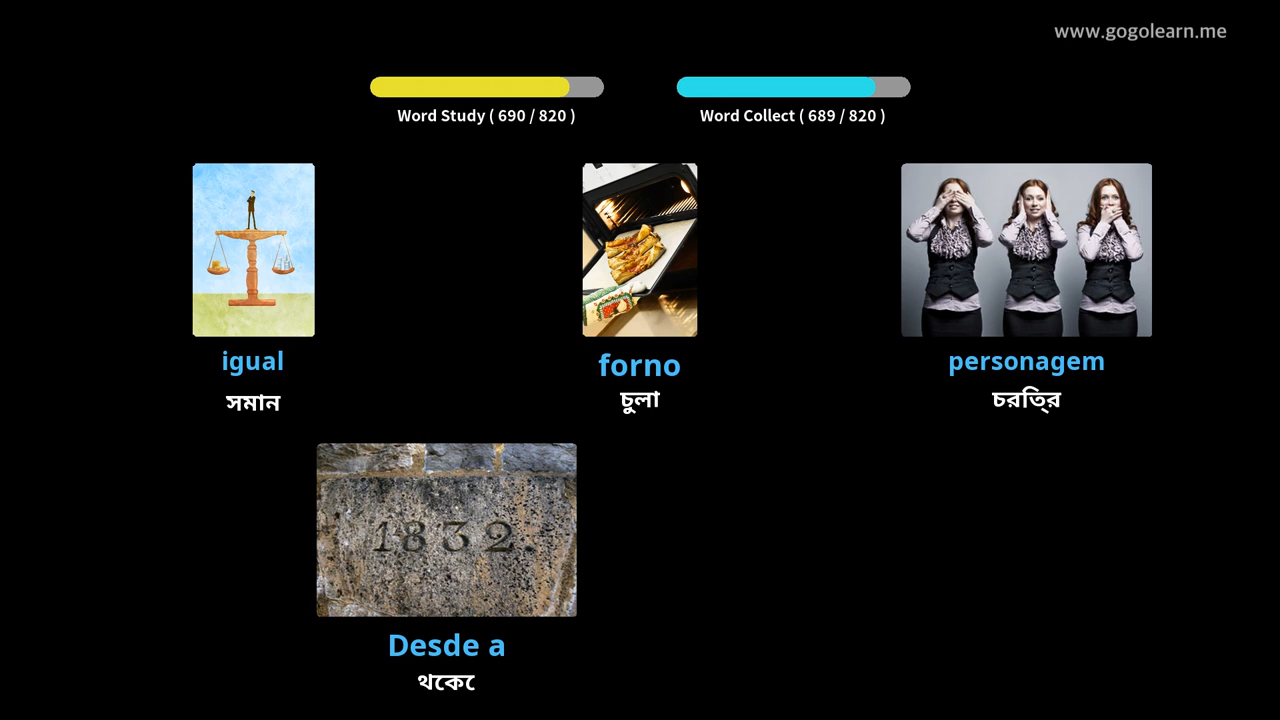 www.gogolearn.me
Word Study ( 690 / 820 )
Word Collect ( 689 / 820 )
igual
forno
personagem
সমান
চুলা
চরিত্র
1832
Desde a
থেকে